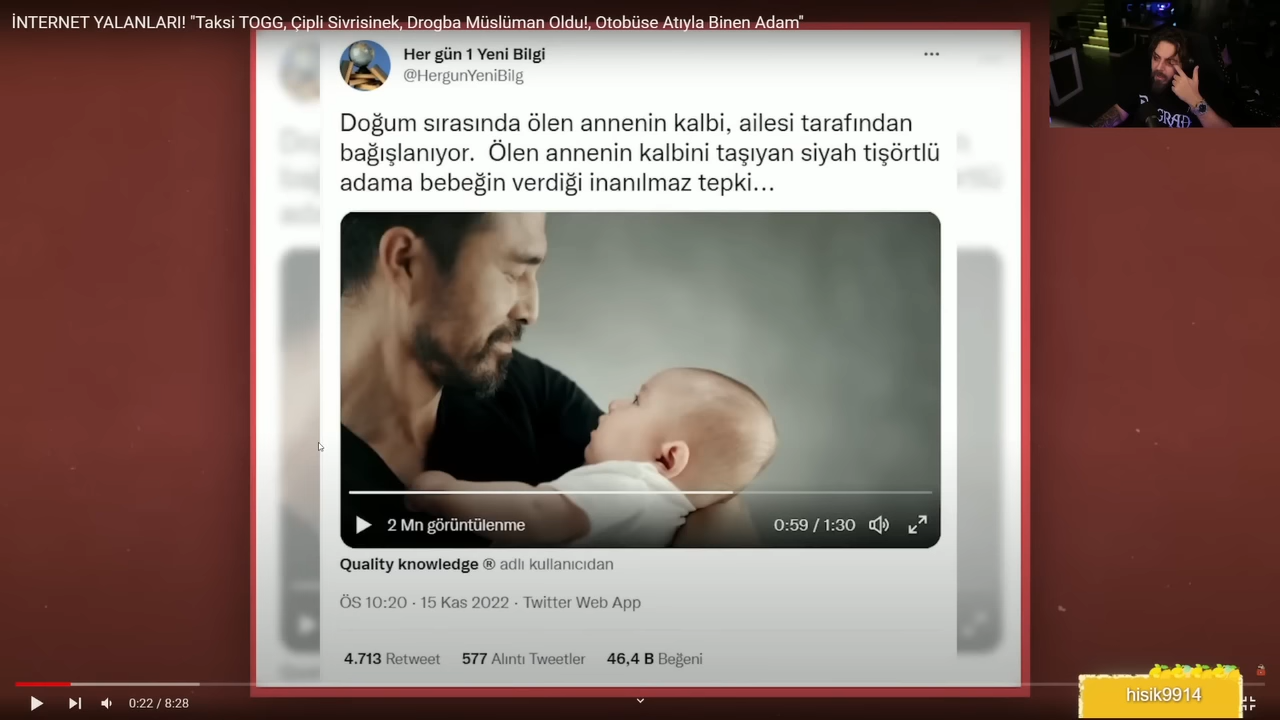 İNTERNET YALANLARI! "Taksi TOGG, Çipli Sivrisinek, Drogba Müslüman Oldu!, Otobüse Atıyla Binen Adam"
Her gün 1 Yeni Bilgi
@HergunYeniBilg
Doğum sırasında ölen annenin kalbi, ailesi tarafından
bağışlanıyor. Ölen annenin kalbini taşıyan siyah tişörtlü
adama bebeğin verdiği inanılmaz tepki...
2 Mn görüntülenme
0:59 / 1:30
Quality knowledge ® adlı kullanıcıdan
ÖS 10:20 · 15 Kas 2022 · Twitter Web App
4.713 Retweet 577 Alıntı Tweetler 46,4 B Beğeni
hisik9914
0:22 / 8:28